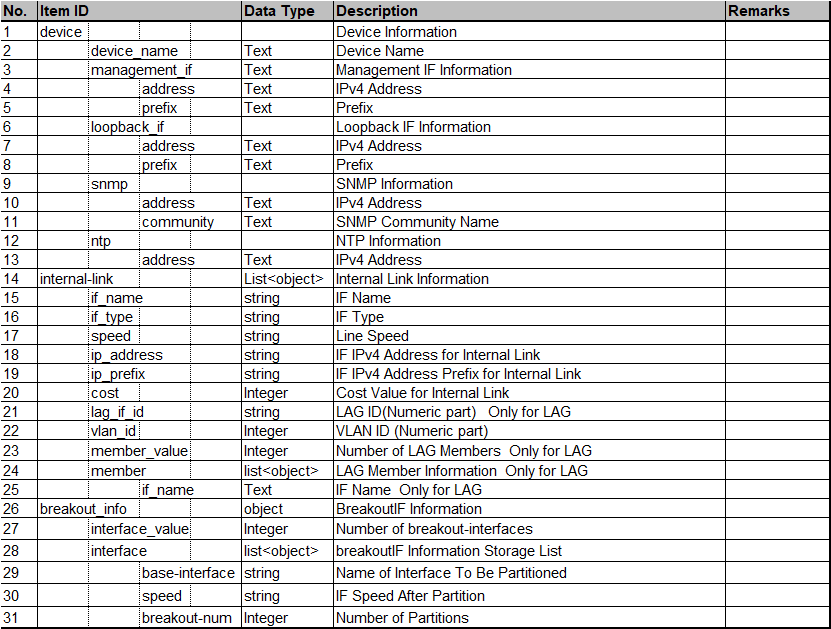 No. Item ID Data Type Description Remarks
1 device Device Information
2 device_name Text Device Name
3 management_if Text Management IF Information
4 address Text IPv4 Address
5 prefix Text Prefix
6 loopback_if Loopback IF Information
7 address Text IPv4 Address
8 prefix Text Prefix
9 snmp SNMP Information
10 address Text IPv4 Address
11 community Text SNMP Community Name
12 ntp NTP Information
13 address Text IPv4 Address
14 internal-link List<object> Internal Link Information
15 if_name string IF Name
16 if_type string IF Type
17 speed string Line Speed
18 ip_address string IF IPv4 Address for Internal Link
19 ip_prefix string IF IPv4 Address Prefix for Internal Link
20 cost Integer Cost Value for Internal Link
21 lag_if_id string LAG ID(Numeric part) Only for LAG
22 vlan_id Integer VLAN ID (Numeric part)
23 member_value Integer Number of LAG Members Only for LAG
24 member list<object> LAG Member Information Only for LAG
25 if_name Text IF Name Only for LAG
26 breakout_info object BreakoutIF Information
27 interface_value Integer Number of breakout-interfaces
28 interface list<object> breakoutIF Information Storage List
29 base-interface string Name of Interface To Be Partitioned
30 speed string IF Speed After Partition
31 breakout-num Integer Number of Partitions